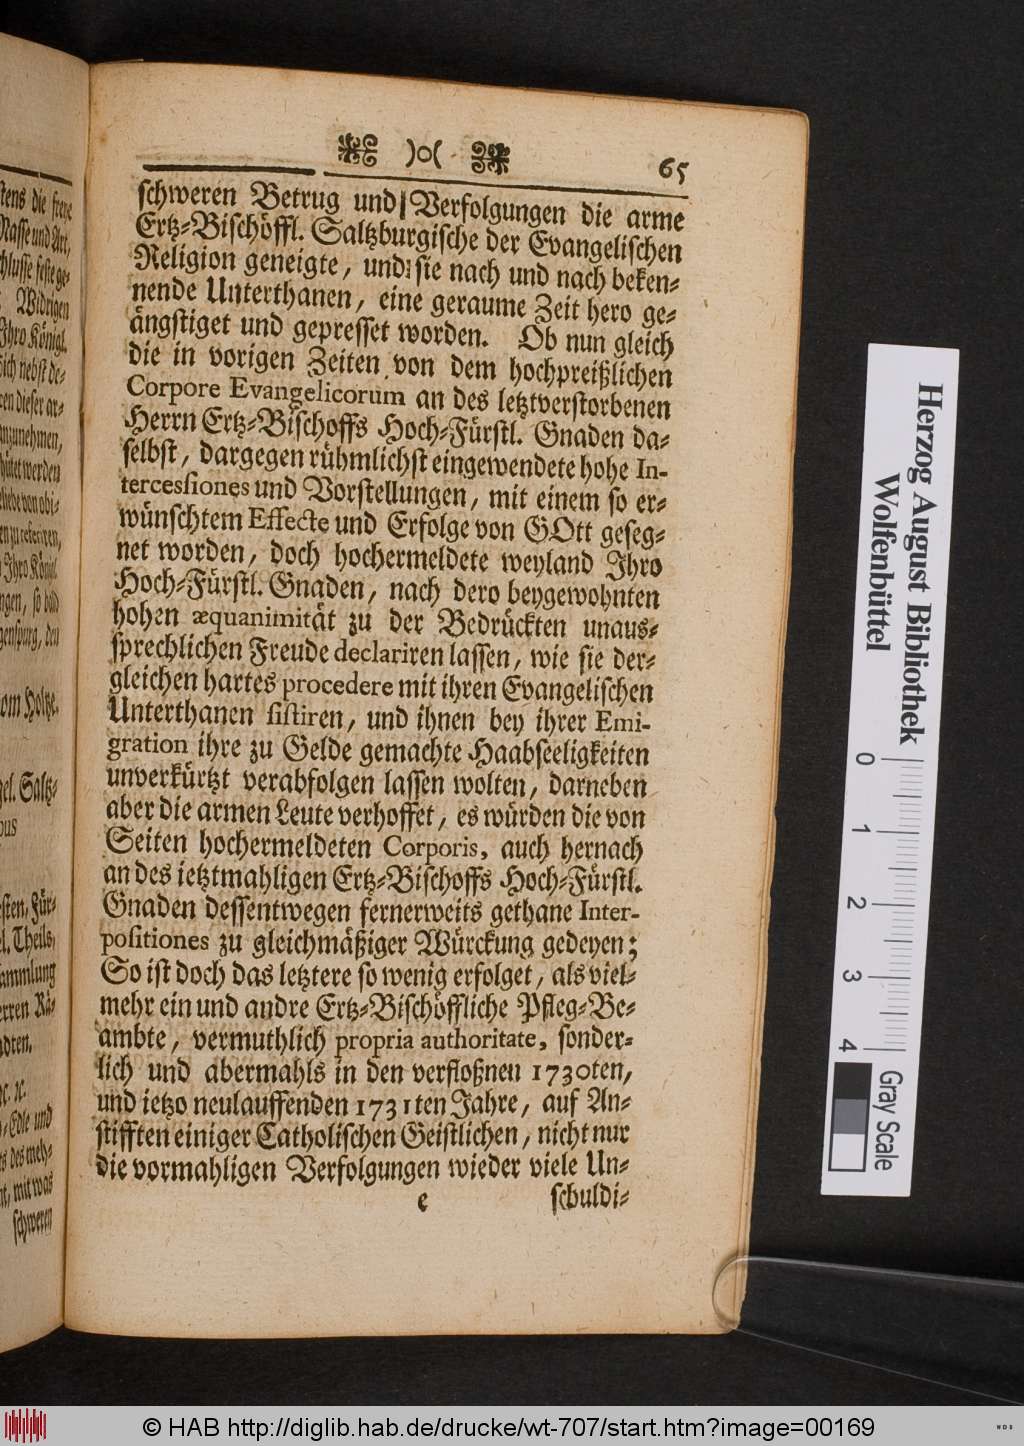 )o( 65
schweren Betrug und Verfolgungen die arme
Ertz-Bischöffl. Saltzburgische der Evangelischen
Religion geneigte, und sie nach und nach beken-
nende Unterthanen, eine geraume Zeit hero ge-
ängstiget und gepresset worden. Ob nun gleich
die in vorigen Zeiten von dem hochpreißlichen
Corpore Evangelicorum an des letztverstorbenen
Herrn Ertz-Bischoffs Hoch-Fürstl. Gnaden da-
selbst, dargegen rühmlichst eingewendete hohe In-
tercessiones und Vorstellungen, mit einem so er-
wünschtem Effecte und Erfolge von GOtt geseg-
net worden, doch hochermeldete weyland Ihro
Hoch-Fürstl. Gnaden, nach dero beygewohnten
hohen æquanimität zu der Bedrückten unaus-
sprechlichen Freude declariren lassen, wie sie der-
gleichen hartes procedere mit ihren Evangelischen
Unterthanen sistiren, und ihnen bey ihrer Emi-
gration ihre zu Gelde gemachte Haabseeligkeiten
unverkürtzt verabfolgen lassen wolten, darneben
aber die armen Leute verhoffet, es würden die von
Seiten hochermeldeten Corporis, auch hernach
an des ietztmahligen Ertz-Bischoffs Hoch-Fürstl.
Gnaden dessentwegen fernerweits gethane Inter-
positiones zu gleichmäßiger Würckung gedeyen;
So ist doch das letztere so wenig erfolget, als viel-
mehr ein und andre Ertz-Bischöffliche Pfleg-Be-
ambte, vermuthlich propria authoritate, sonder-
lich und abermahls in den verfloßnen 1730ten,
und ietzo neulauffenden 1731ten Jahre, auf An-
stifften einiger Catholischen Geistlichen, nicht nur
die vormahligen Verfolgungen wieder viele Un-
e schuldi-
Herzog August Bibliothek
Wolfenbüttel
0 1 2 3 4
Gray Scale
© HAB http://diglib.hab.de/drucke/wt-707/start.htm?image=00169